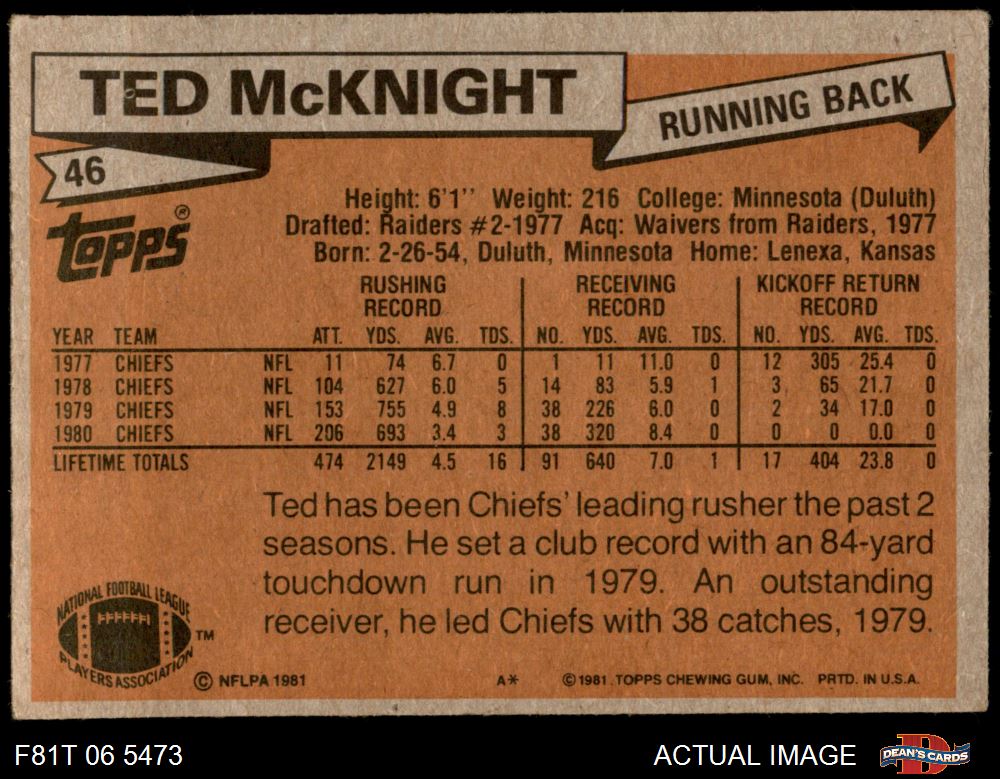 TED McKNIGHT
RUNNING BACK
46
TOPPS®
Height: 6'1'' Weight: 216 College: Minnesota (Duluth)
Drafted: Raiders #2-1977 Acq: Waivers from Raiders, 1977
Born: 2-26-54, Duluth, Minnesota Home: Lenexa, Kansas
RUSHING RECORD RECEIVING RECORD KICKOFF RETURN RECORD
YEAR TEAM ATT. YDS. AVG. TDS. NO. YDS. AVG. TDS. NO. YDS. AVG. TDS.
1977 CHIEFS NFL 11 74 6.7 0 1 11 11.0 0 12 305 25.4 0
1978 CHIEFS NFL 104 627 6.0 5 14 83 5.9 1 3 65 21.7 0
1979 CHIEFS NFL 153 755 4.9 8 38 226 6.0 0 2 34 17.0 0
1980 CHIEFS NFL 206 693 3.4 3 38 320 8.4 0 0 0 0.0 0
LIFETIME TOTALS 474 2149 4.5 16 91 640 7.0 1 17 404 23.8 0
Ted has been Chiefs' leading rusher the past 2
seasons. He set a club record with an 84-yard
touchdown run in 1979. An outstanding
receiver, he led Chiefs with 38 catches, 1979.
NATIONAL FOOTBALL LEAGUE
PLAYERS ASSOCIATION
TM
© NFLPA 1981 A* ©1981 TOPPS CHEWING GUM, INC. PRTD. IN U.S.A.
F81T 06 5473 ACTUAL IMAGE D DEAN'S CARDS